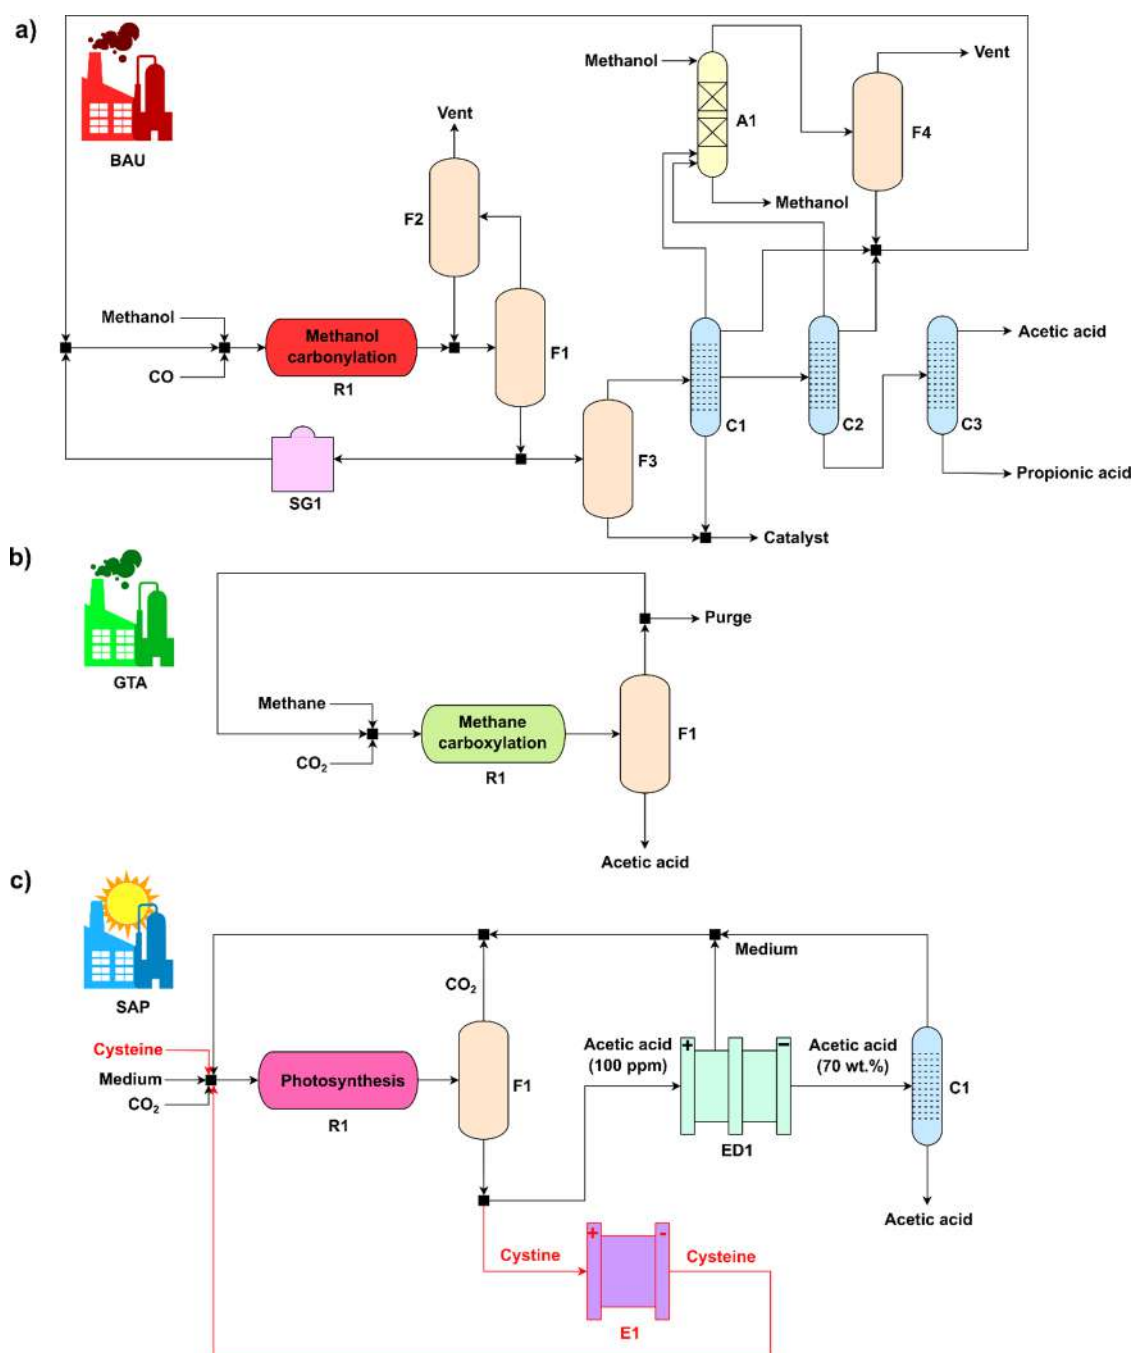 a)
BAU
Methanol
A1
F4
Vent
Vent
F2
Methanol
Methanol
CO
Methanol
carbonylation
R1
F1
SG1
F3
C1
C2
C3
Acetic acid
Propionic acid
Catalyst
b)
GTA
Purge
Methane
CO₂
Methane
carboxylation
R1
F1
Acetic acid
c)
SAP
Medium
CO₂
Cysteine
Medium
CO₂
Photosynthesis
R1
F1
Acetic acid
(100 ppm)
+
−
ED1
Acetic acid
(70 wt.%)
C1
Acetic acid
Cystine
+
-
Cysteine
E1